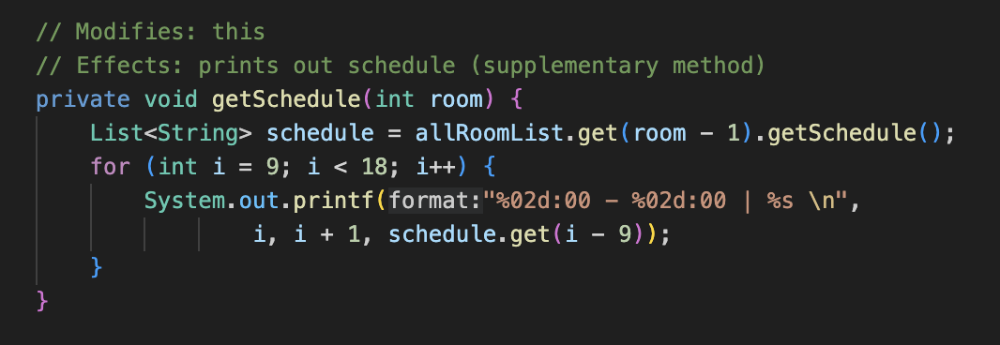 // Modifies: this
// Effects: prints out schedule (supplementary method)
private void getSchedule(int room) {
    List<String> schedule = allRoomList.get(room - 1).getSchedule();
    for (int i = 9; i < 18; i++) {
        System.out.printf(format:"%02d:00 - %02d:00 | %s \n",
                i, i + 1, schedule.get(i - 9));
    }
}